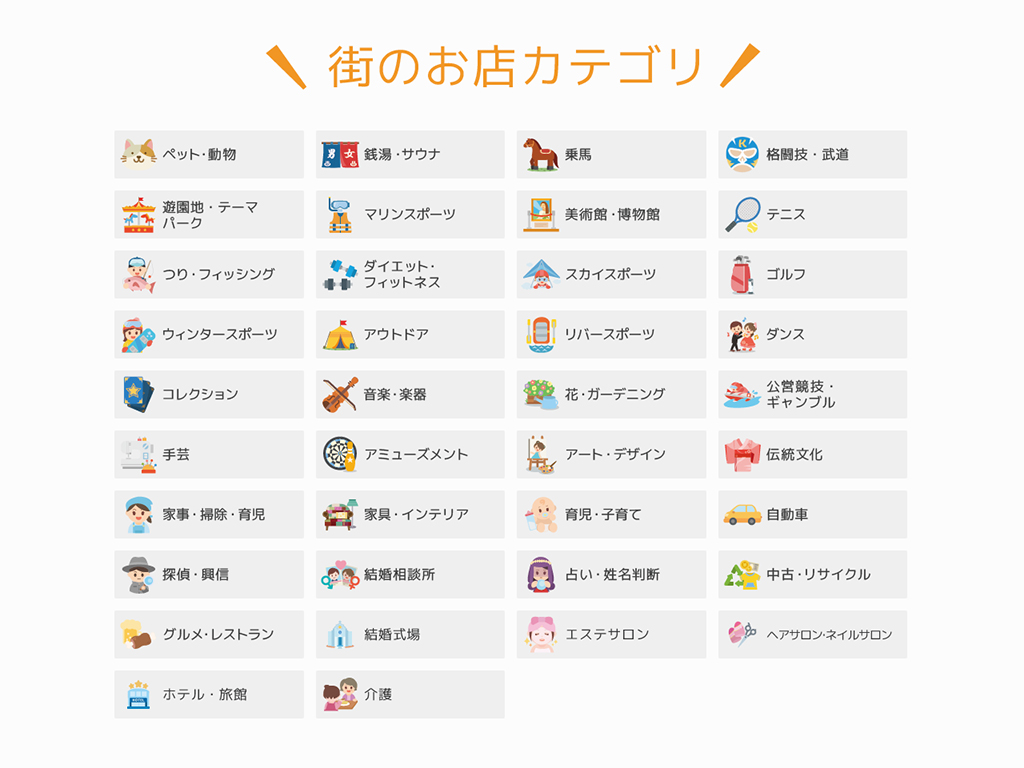 街のお店カテゴリ
ペット・動物
銭湯・サウナ
男 女
乗馬
格闘技・武道
K
遊園地・テーマ
パーク
マリンスポーツ
美術館・博物館
テニス
つり・フィッシング
ダイエット・
フィットネス
スカイスポーツ
ゴルフ
ウィンタースポーツ
アウトドア
リバースポーツ
ダンス
コレクション
音楽・楽器
花・ガーデニング
公営競技・
ギャンブル
手芸
アミューズメント
アート・デザイン
伝統文化
家事・掃除・育児
家具・インテリア
育児・子育て
自動車
探偵・興信
結婚相談所
占い・姓名判断
中古・リサイクル
グルメ・レストラン
結婚式場
エステサロン
ヘアサロン・ネイルサロン
ホテル・旅館
HOTEL
介護